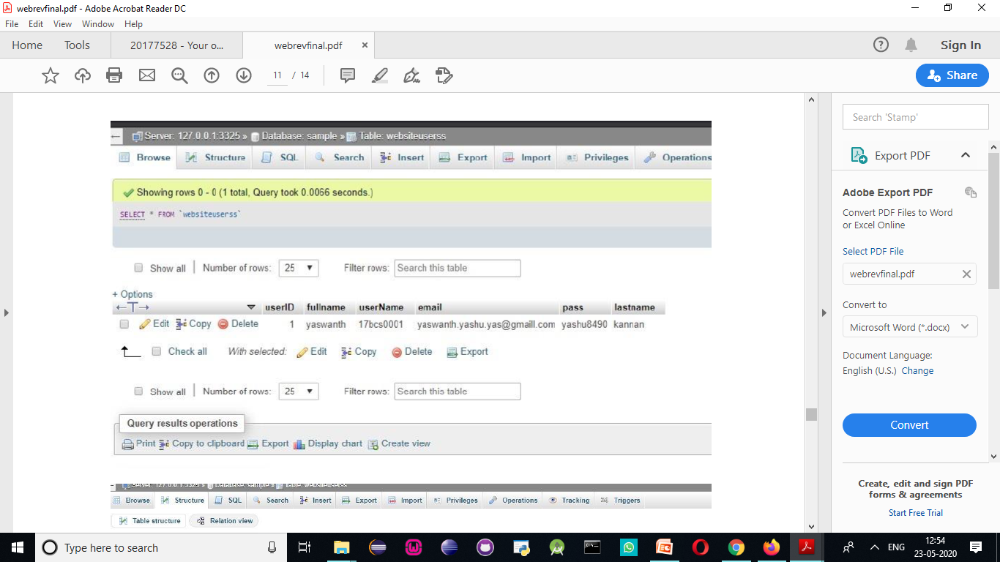 webrevfinal.pdf - Adobe Acrobat Reader DC
File Edit View Window Help
Home Tools 20177528 - Your o... webrevfinal.pdf × Sign In
11 / 14 Share
Server: 127.0.0.1:3325 » Database: sample » Table: websiteuserss
Browse Structure SQL Search Insert Export Import Privileges Operations
Showing rows 0 - 0 (1 total, Query took 0.0066 seconds.)
SELECT * FROM `websiteuserss`
Show all Number of rows: 25 Filter rows: Search this table
+ Options
userID fullname userName email pass lastname
Edit Copy Delete 1 yaswanth 17bcs0001 yaswanth.yashu.yas@gmaill.com yashu8490 kannan
Check all With selected: Edit Copy Delete Export
Show all Number of rows: 25 Filter rows: Search this table
Query results operations
Print Copy to clipboard Export Display chart Create view
Server: 127.0.0.1:3325 » Database: sample » Table: websiteuserss
Browse Structure SQL Search Insert Export Import Privileges Operations Tracking Triggers
Table structure Relation view
Search 'Stamp'
Export PDF
Adobe Export PDF
Convert PDF Files to Word
or Excel Online
Select PDF File
webrevfinal.pdf
Convert to
Microsoft Word (*.docx)
Document Language:
English (U.S.) Change
Convert
Create, edit and sign PDF
forms & agreements
Start Free Trial
Type here to search
ENG
12:54
23-05-2020